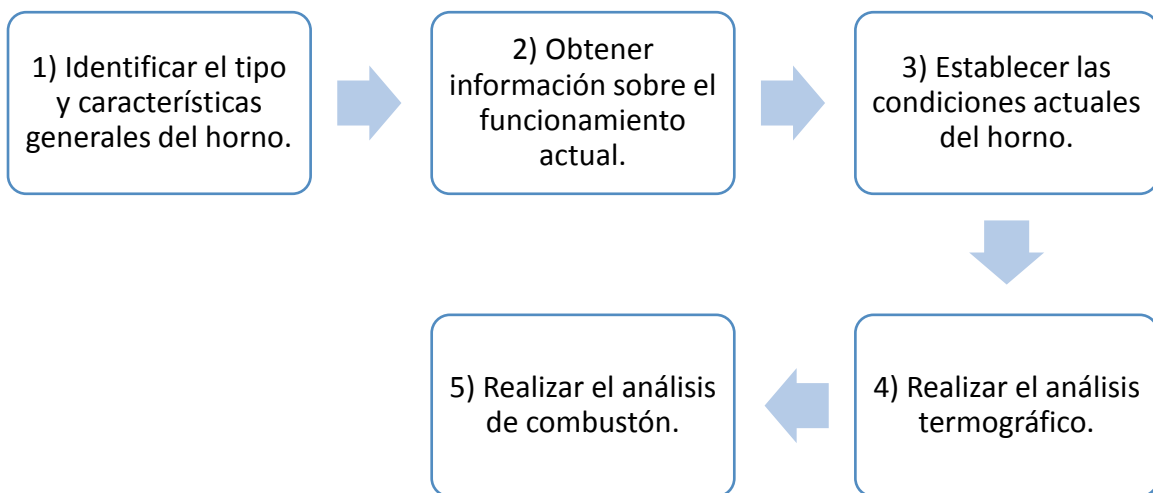 1) Identificar el tipo
y características
generales del horno.
2) Obtener
información sobre el
funcionamiento
actual.
3) Establecer las
condiciones actuales
del horno.
4) Realizar el análisis
termográfico.
5) Realizar el análisis
de combustón.